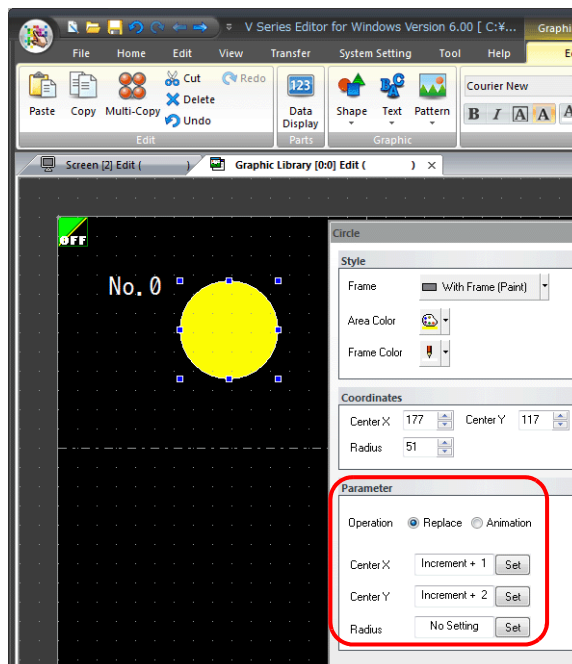 V Series Editor for Windows Version 6.00 [ C:¥... Graphi
File Home Edit View Transfer System Setting Tool Help E
Paste Copy Multi-Copy Cut Delete Undo Redo
Edit
123
Data Display
Parts
Shape Text Pattern
Graphic
Courier New
B I A A A
Screen [2] Edit ( ) Graphic Library [0:0] Edit ( ) ×
OFF
No.0
Circle
Style
Frame With Frame (Paint)
Area Color
Frame Color
Coordinates
Center X 177 Center Y 117
Radius 51
Parameter
Operation Replace Animation
Center X Increment + 1 Set
Center Y Increment + 2 Set
Radius No Setting Set